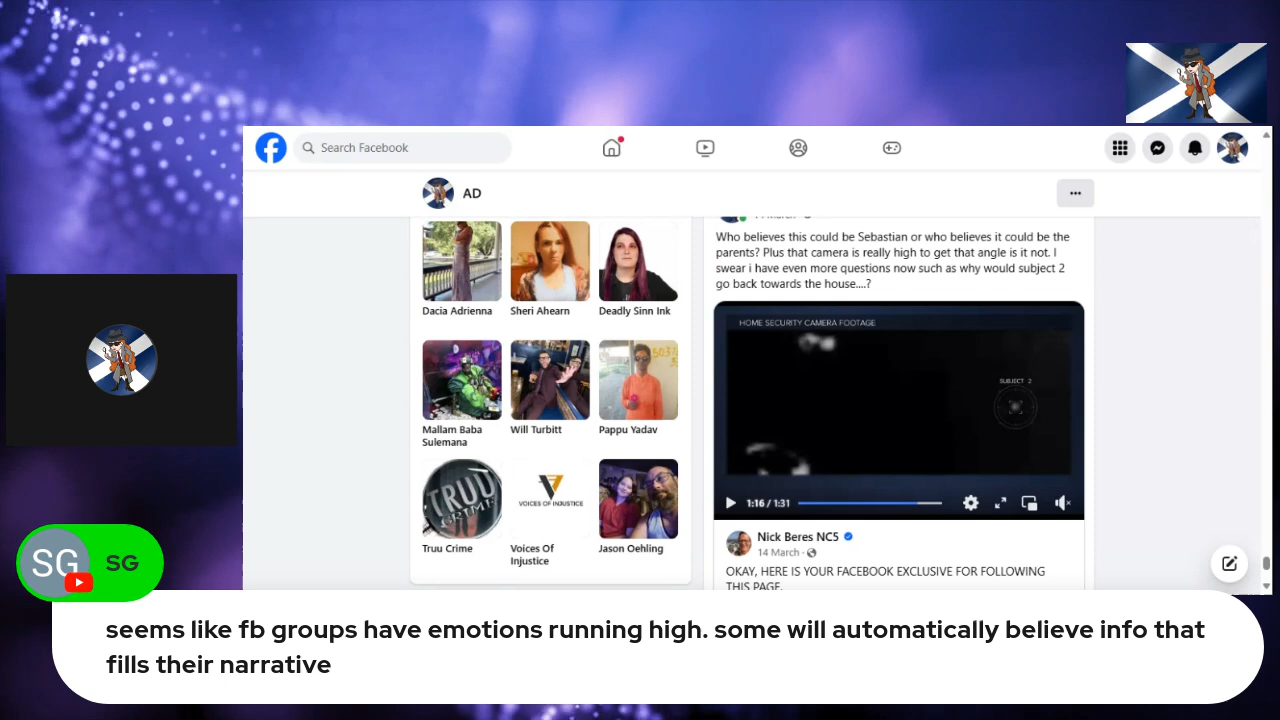 Search Facebook
AD
Dacia Adrienna
Sheri Ahearn
Deadly Sinn Ink
Mallam Baba
Sulemana
Will Turbitt
Pappu Yadav
TRUU
CRIME
VOICES OF INJUSTICE
Truu Crime
Voices Of
Injustice
Jason Oehling
Who believes this could be Sebastian or who believes it could be the
parents? Plus that camera is really high to get that angle is it not. I
swear i have even more questions now such as why would subject 2
go back towards the house....?
HOME SECURITY CAMERA FOOTAGE
SUBJECT 2
1:16 / 1:31
Nick Beres NC5
14 March ·
OKAY, HERE IS YOUR FACEBOOK EXCLUSIVE FOR FOLLOWING
THIS PAGE.
SG
SG
seems like fb groups have emotions running high. some will automatically believe info that
fills their narrative